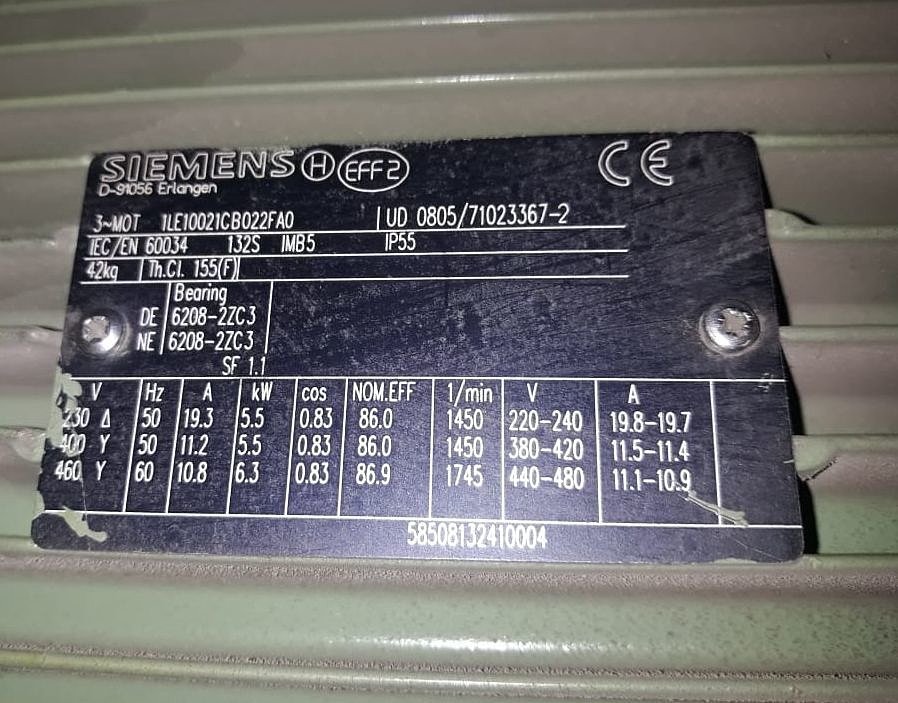 SIEMENS H EFF2 CE
D-91056 Erlangen
3~MOT 1LE10021CB022FA0 UD 0805/71023367-2
IEC/EN 60034 132S IMB5 IP55
42kg Th.Cl. 155(F)
Bearing
DE 6208-2ZC3
NE 6208-2ZC3
SF 1.1
V Hz A kW cos NOM.EFF 1/min V A
230 Δ 50 19.3 5.5 0.83 86.0 1450 220-240 19.8-19.7
400 Y 50 11.2 5.5 0.83 86.0 1450 380-420 11.5-11.4
460 Y 60 10.8 6.3 0.83 86.9 1745 440-480 11.1-10.9
58508132410004